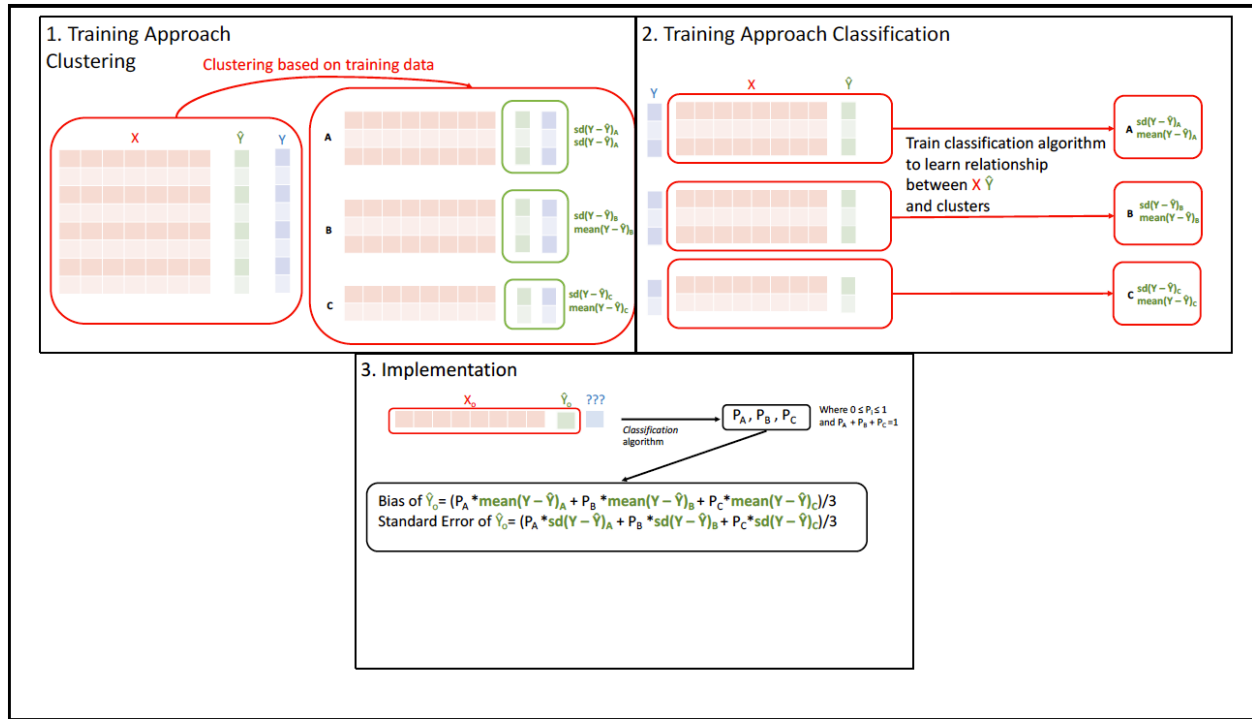 1. Training Approach
Clustering
Clustering based on training data
X Ŷ Y
A
sd(Y – Ŷ)A
sd(Y – Ŷ)A
B
sd(Y – Ŷ)B
mean(Y – Ŷ)B
C
sd(Y – Ŷ)C
mean(Y – Ŷ)C
2. Training Approach Classification
Y X Ŷ
Train classification algorithm
to learn relationship
between X Ŷ
and clusters
A
sd(Y – Ŷ)A
mean(Y – Ŷ)A
B
sd(Y – Ŷ)B
mean(Y – Ŷ)B
C
sd(Y – Ŷ)C
mean(Y – Ŷ)C
3. Implementation
Xo Ŷo ???
Classification
algorithm
PA , PB , PC
Where 0 ≤ Pi ≤ 1
and PA + PB + PC =1
Bias of Ŷo= (PA *mean(Y – Ŷ)A + PB *mean(Y – Ŷ)B + PC*mean(Y – Ŷ)C)/3
Standard Error of Ŷo= (PA *sd(Y – Ŷ)A + PB *sd(Y – Ŷ)B + PC*sd(Y – Ŷ)C)/3